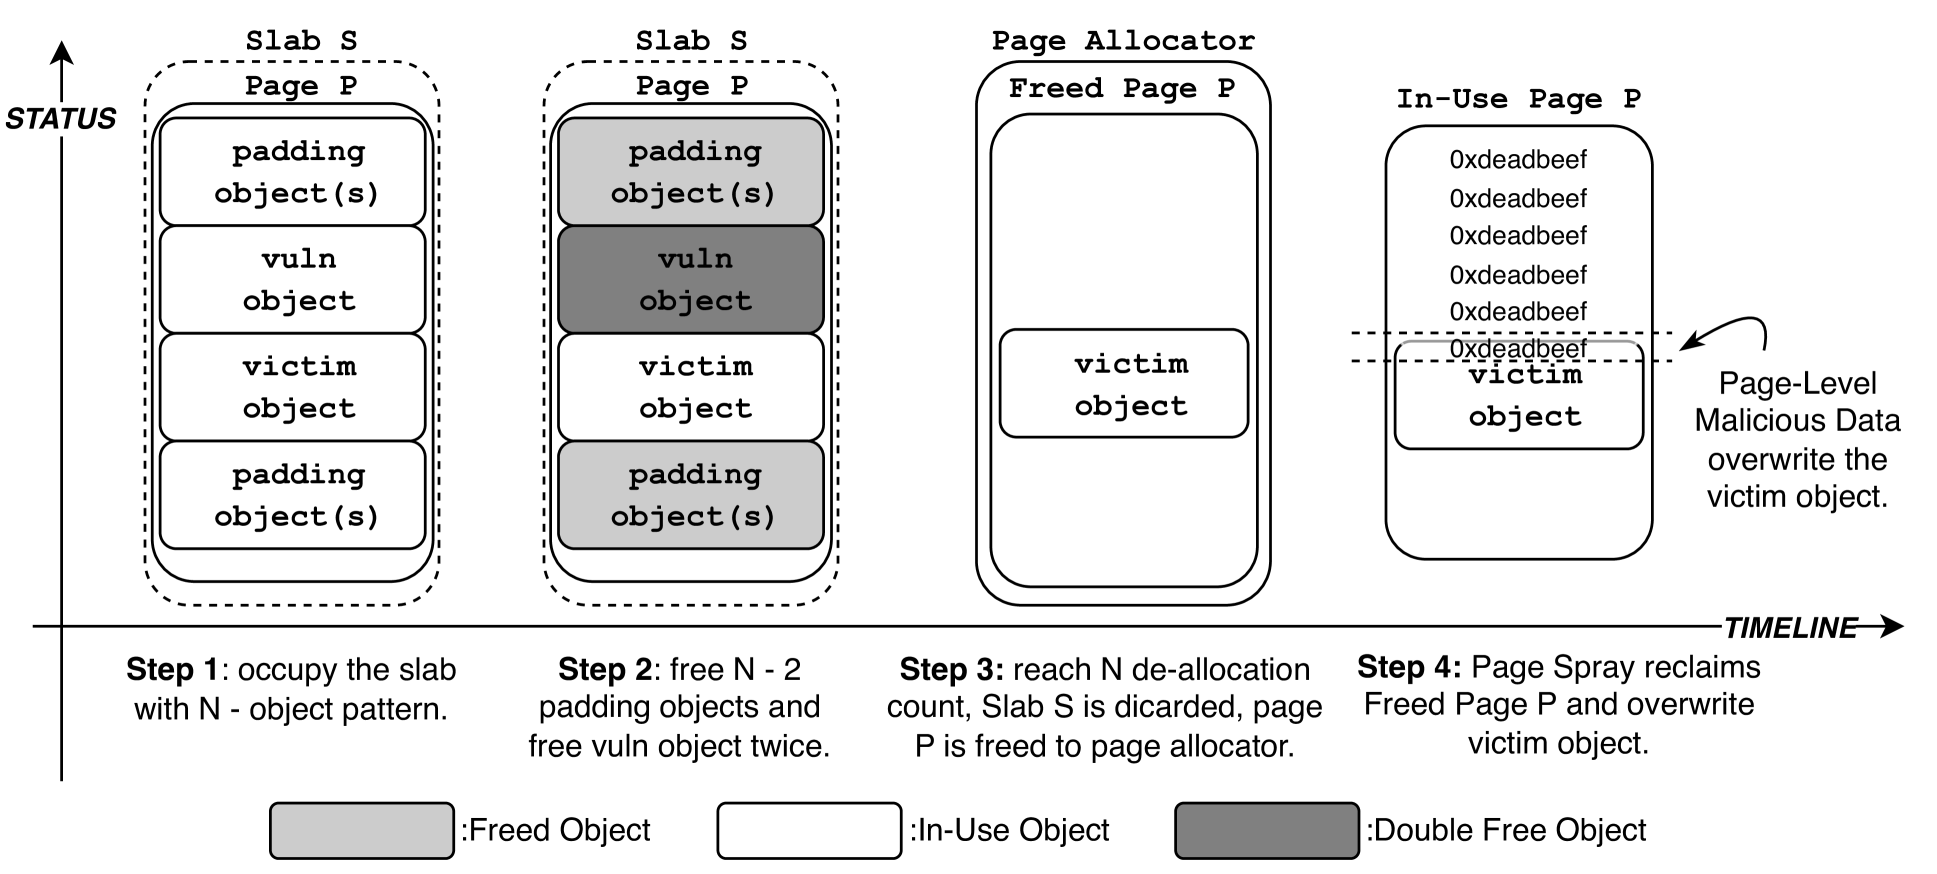 STATUS
Slab S
Page P
padding
object(s)
vuln
object
victim
object
padding
object(s)
Slab S
Page P
padding
object(s)
vuln
object
victim
object
padding
object(s)
Page Allocator
Freed Page P
victim
object
In-Use Page P
0xdeadbeef
0xdeadbeef
0xdeadbeef
0xdeadbeef
0xdeadbeef
0xdeadbeef
victim
object
Page-Level
Malicious Data
overwrite the
victim object.
TIMELINE
Step 1: occupy the slab
with N - object pattern.
Step 2: free N - 2
padding objects and
free vuln object twice.
Step 3: reach N de-allocation
count, Slab S is dicarded, page
P is freed to page allocator.
Step 4: Page Spray reclaims
Freed Page P and overwrite
victim object.
:Freed Object
:In-Use Object
:Double Free Object